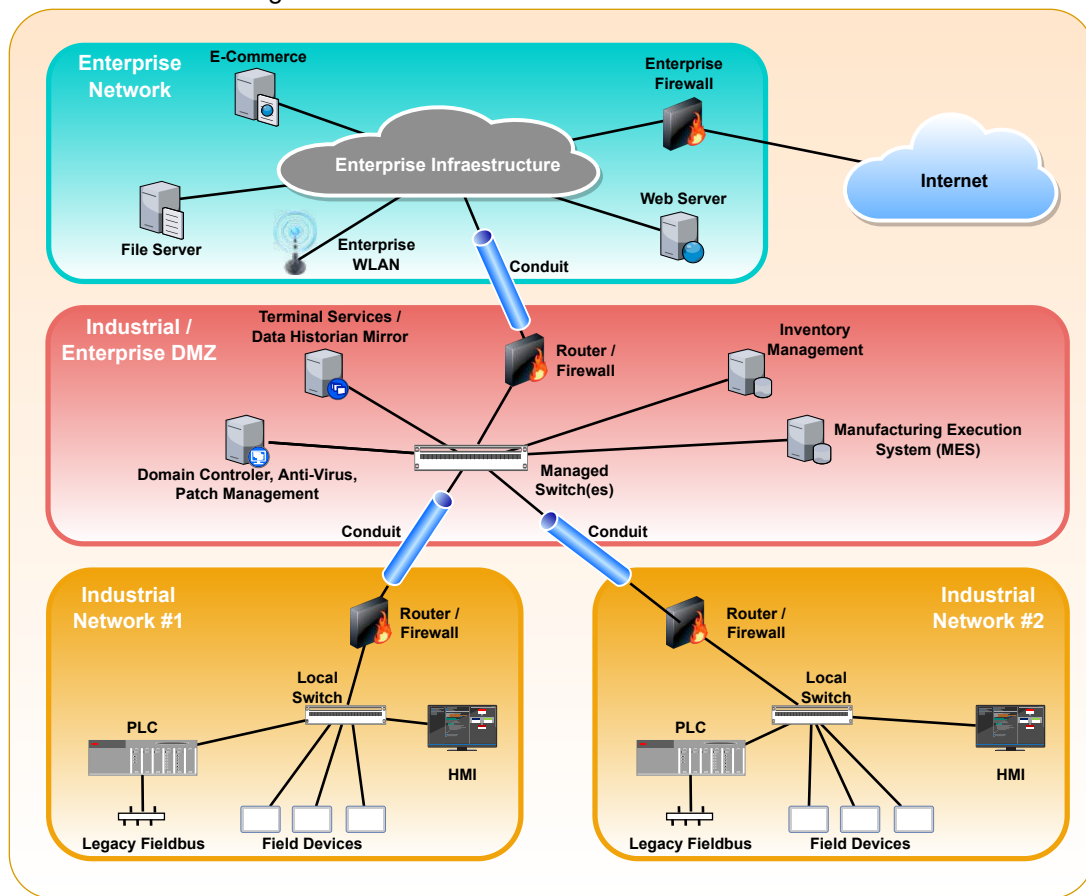 Enterprise
Network
E-Commerce
Enterprise
Firewall
Enterprise Infraestructure
Internet
File Server
Enterprise
WLAN
Web Server
Conduit
Industrial /
Enterprise DMZ
Terminal Services /
Data Historian Mirror
Router /
Firewall
Inventory
Management
Manufacturing Execution
System (MES)
Domain Controler, Anti-Virus,
Patch Management
Managed
Switch(es)
Conduit
Conduit
Industrial
Network #1
Router /
Firewall
Local
Switch
PLC
HMI
Legacy Fieldbus
Field Devices
Industrial
Network #2
Router /
Firewall
Local
Switch
PLC
HMI
Legacy Fieldbus
Field Devices